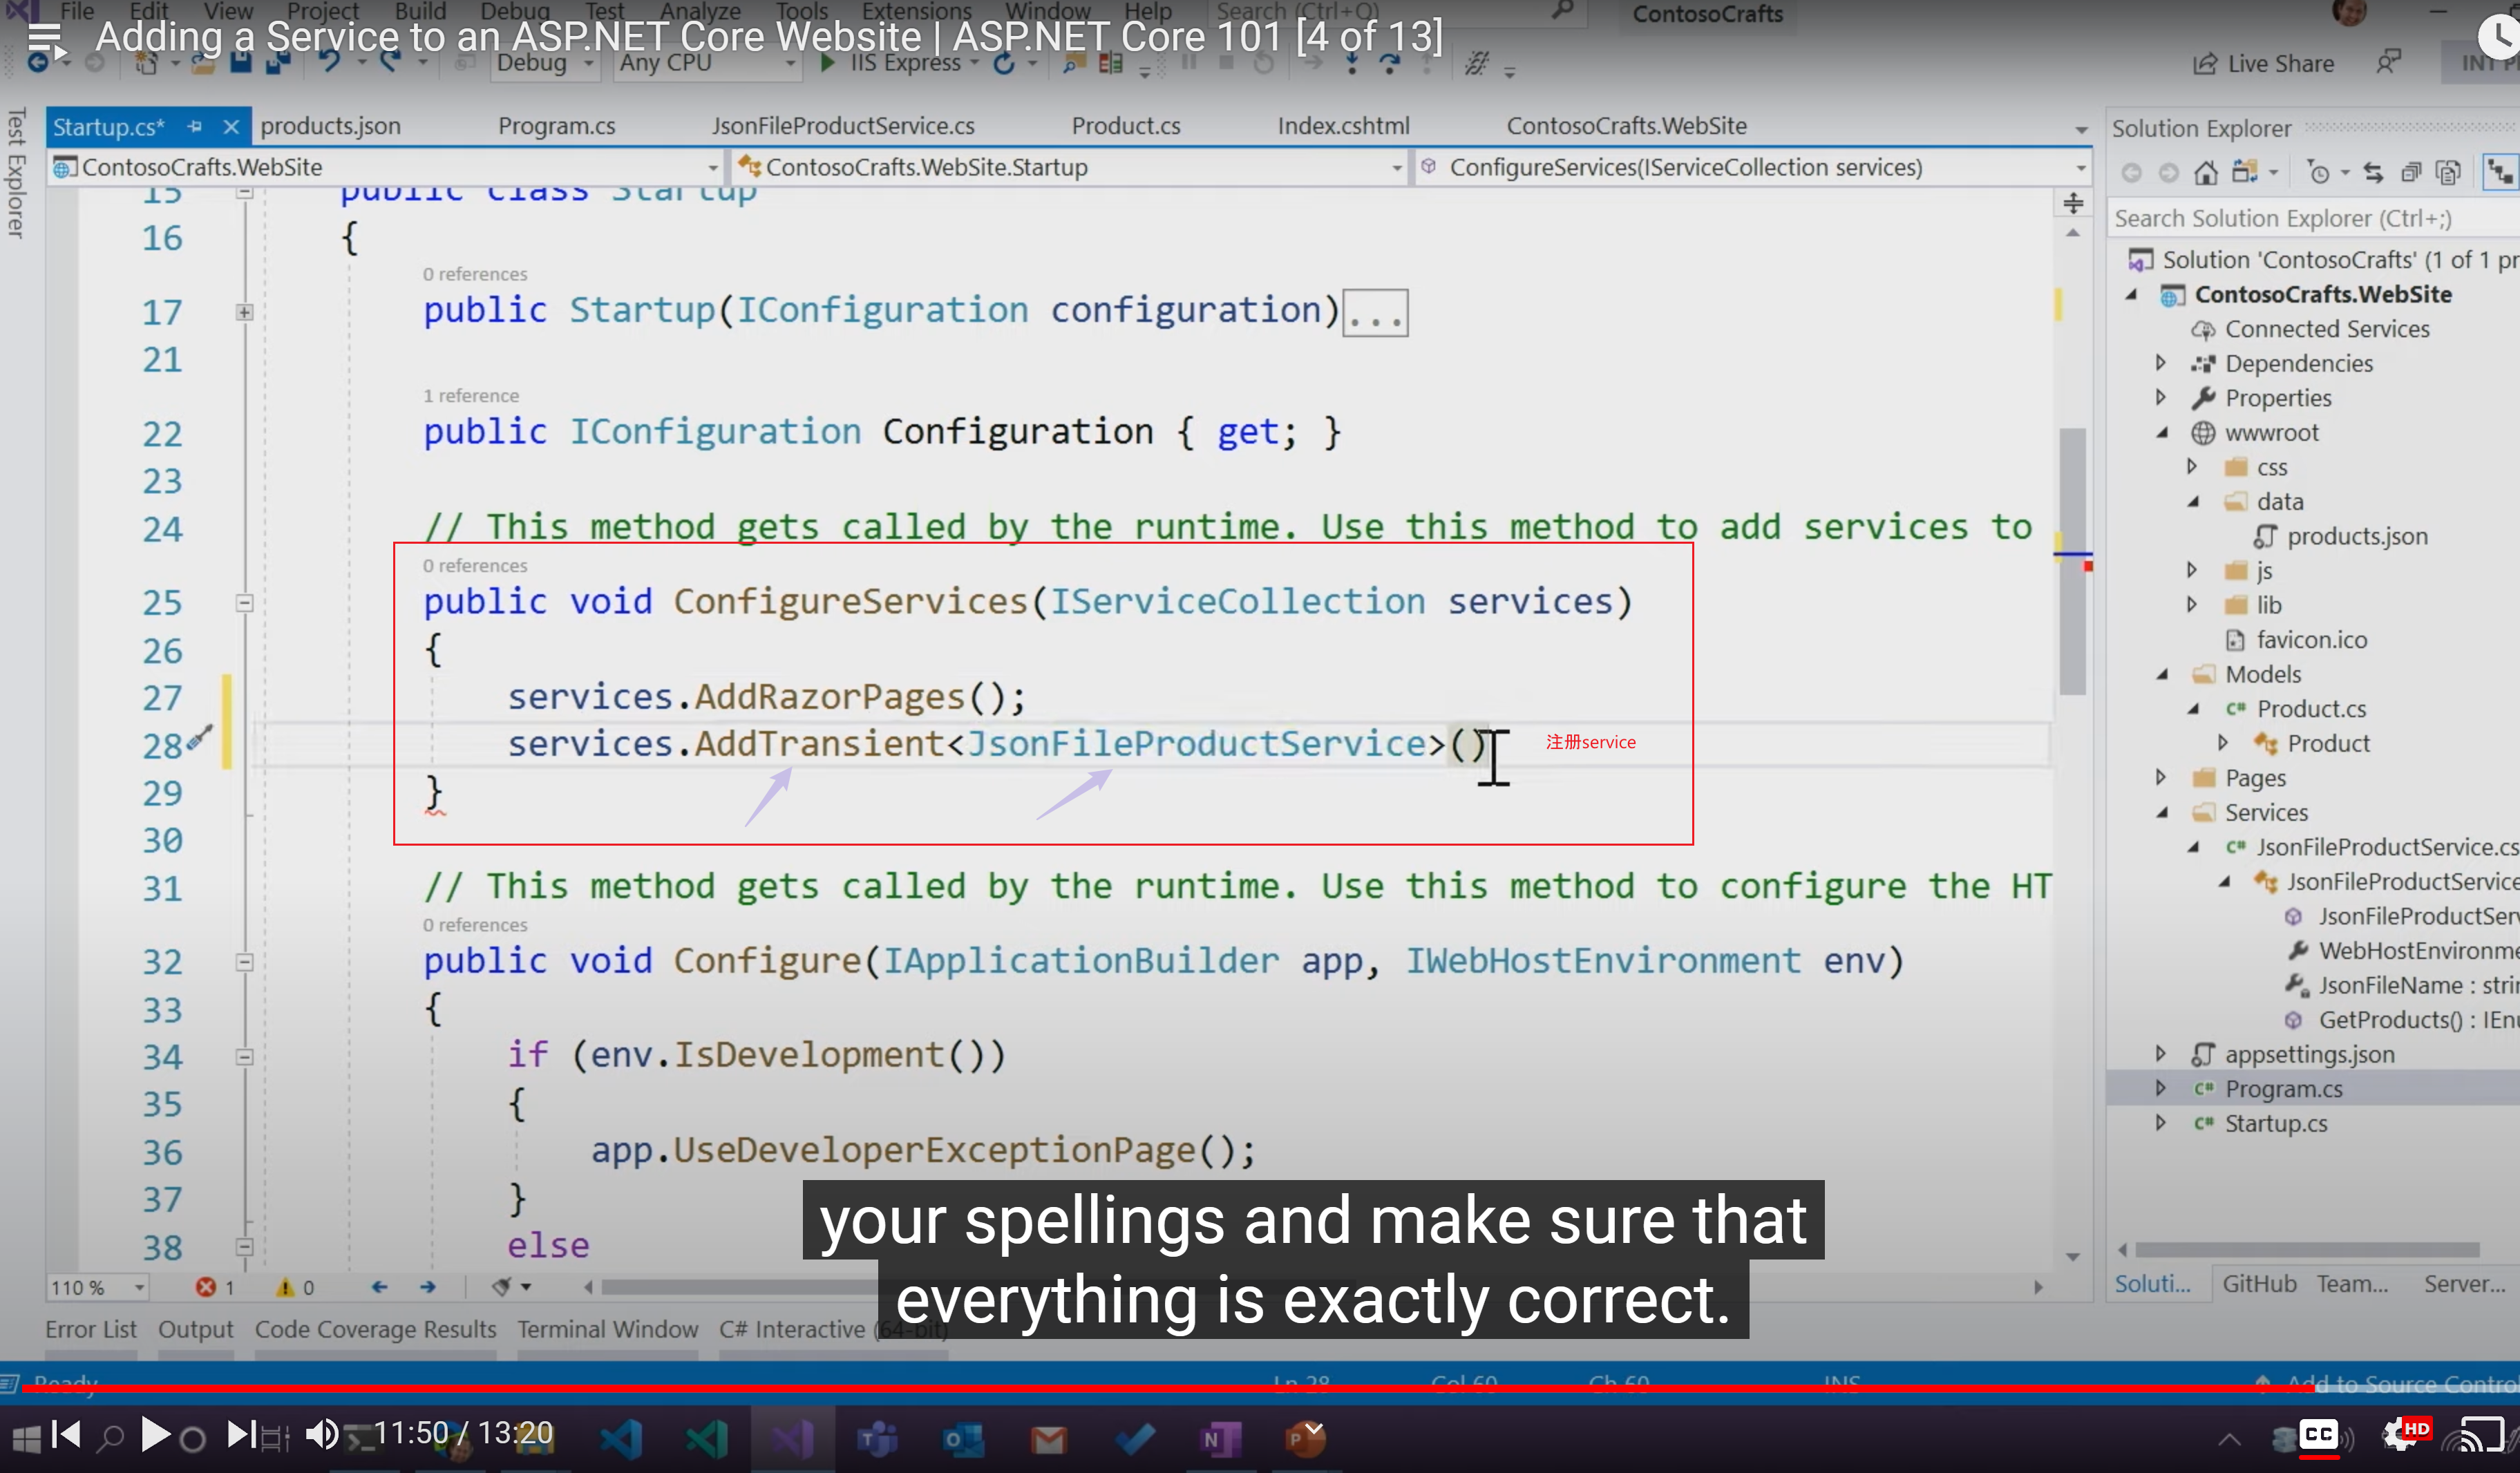 File Edit View Project Build Debug Test Analyze Tools Extensions Window Help Search (Ctrl+Q) ContosoCrafts
Adding a Service to an ASP.NET Core Website | ASP.NET Core 101 [4 of 13]
Debug Any CPU IIS Express Live Share
Test Explorer
Startup.cs* products.json Program.cs JsonFileProductService.cs Product.cs Index.cshtml ContosoCrafts.WebSite
ContosoCrafts.WebSite ContosoCrafts.WebSite.Startup ConfigureServices(IServiceCollection services)
15 public class Startup
16 {
0 references
17 public Startup(IConfiguration configuration)...
21
1 reference
22 public IConfiguration Configuration { get; }
23
24 // This method gets called by the runtime. Use this method to add services to
0 references
25 public void ConfigureServices(IServiceCollection services)
26 {
27 services.AddRazorPages();
28 services.AddTransient<JsonFileProductService>()
注册service
29 }
30
31 // This method gets called by the runtime. Use this method to configure the HT
0 references
32 public void Configure(IApplicationBuilder app, IWebHostEnvironment env)
33 {
34 if (env.IsDevelopment())
35 {
36 app.UseDeveloperExceptionPage();
37 }
38 else
your spellings and make sure that
everything is exactly correct.
110 % 1 0
Error List Output Code Coverage Results Terminal Window C# Interactive (64-bit)
Solution Explorer
Search Solution Explorer (Ctrl+;)
Solution 'ContosoCrafts' (1 of 1 pr
ContosoCrafts.WebSite
Connected Services
Dependencies
Properties
wwwroot
css
data
products.json
js
lib
favicon.ico
Models
C# Product.cs
Product
Pages
Services
C# JsonFileProductService.cs
JsonFileProductService
JsonFileProductSer
WebHostEnvironme
JsonFileName : strin
GetProducts() : IEnu
appsettings.json
C# Program.cs
C# Startup.cs
Soluti... GitHub Team... Server...
Ready Ln 28 Col 60 Ch 60 INS Add to Source Control
11:50 / 13:20 CC HD